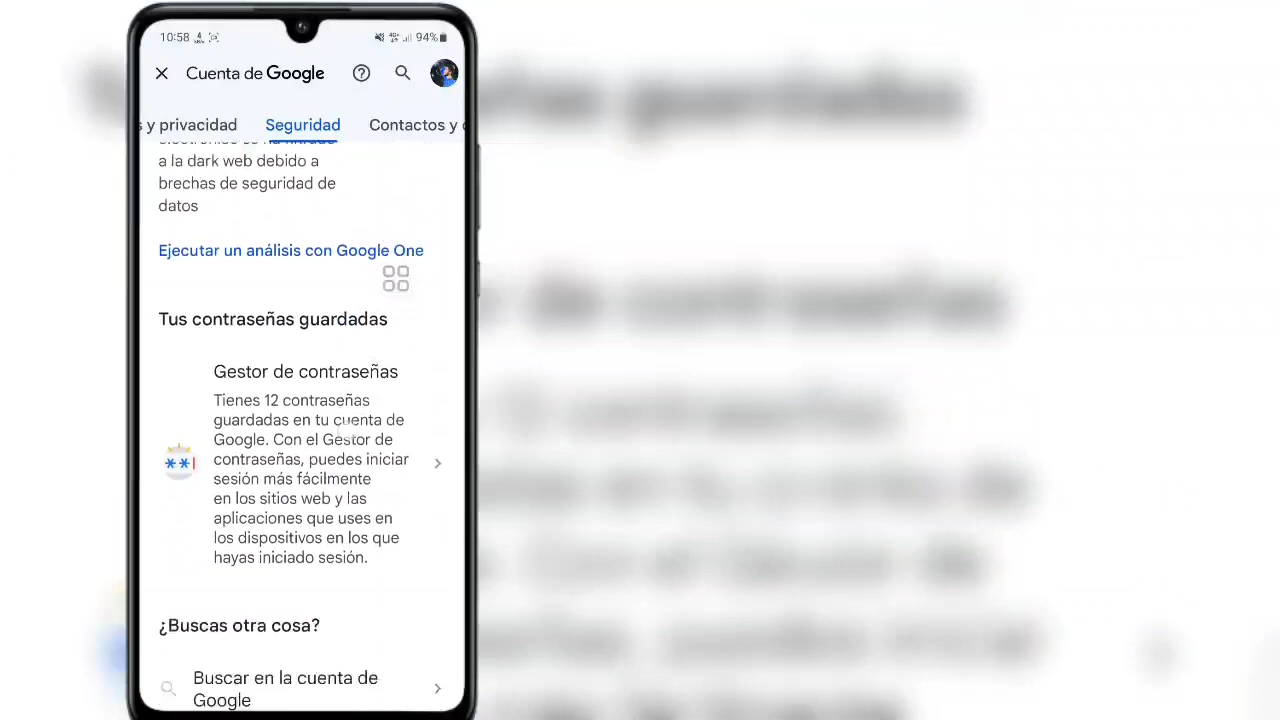 10:58
94%
Cuenta de Google
s y privacidad
Seguridad
Contactos y
a la dark web debido a
brechas de seguridad de
datos
Ejecutar un análisis con Google One
Tus contraseñas guardadas
Gestor de contraseñas
Tienes 12 contraseñas
guardadas en tu cuenta de
Google. Con el Gestor de
contraseñas, puedes iniciar
sesión más fácilmente
en los sitios web y las
aplicaciones que uses en
los dispositivos en los que
hayas iniciado sesión.
¿Buscas otra cosa?
Buscar en la cuenta de
Google